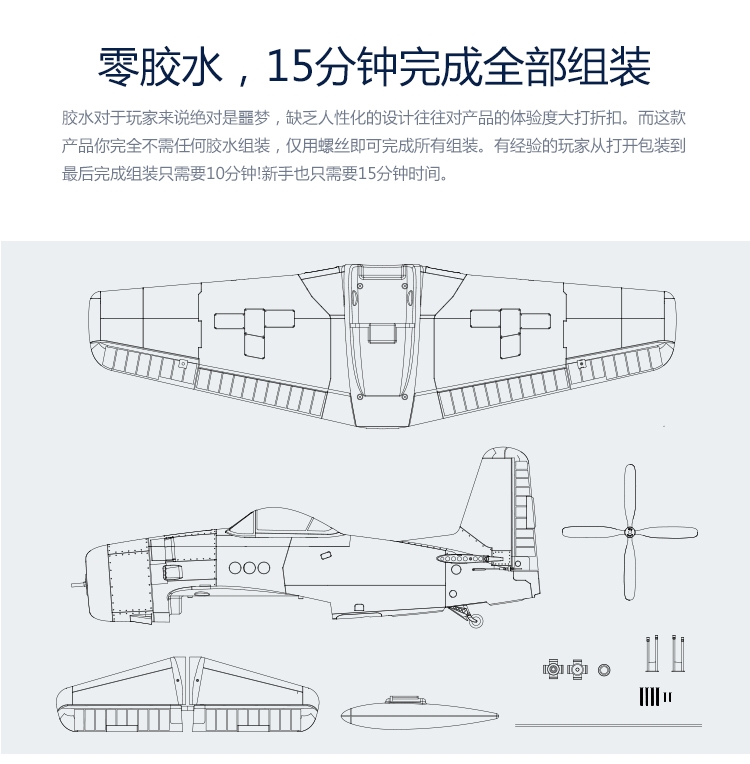 零胶水，15分钟完成全部组装
胶水对于玩家来说绝对是噩梦，缺乏人性化的设计往往对产品的体验度大打折扣。而这款
产品你完全不需任何胶水组装，仅用螺丝即可完成所有组装。有经验的玩家从打开包装到
最后完成组装只需要10分钟!新手也只需要15分钟时间。